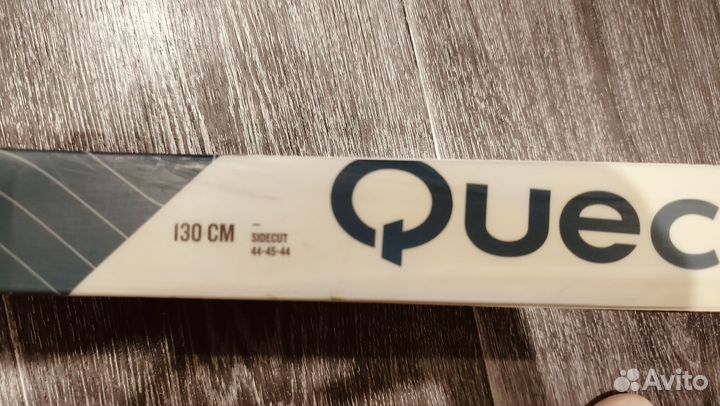 130 CM
–
SIDECUT
44-45-44
Quec
Avito